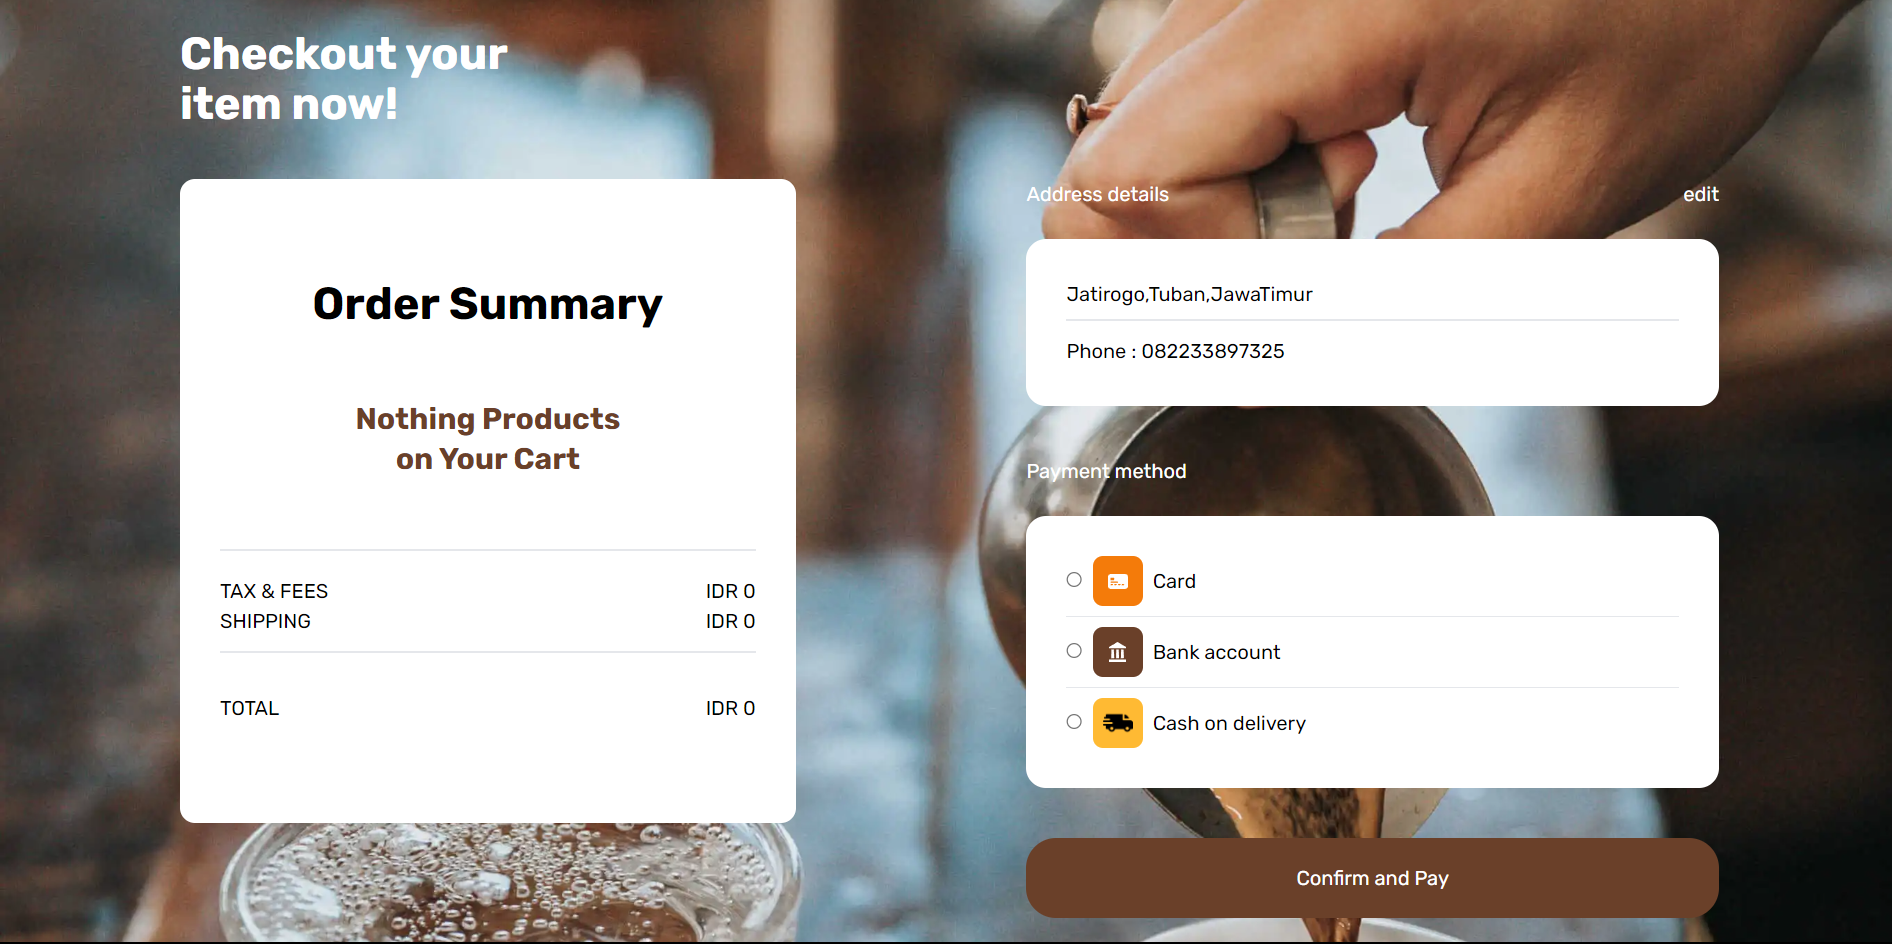 Checkout your
item now!
Order Summary
Nothing Products
on Your Cart
TAX & FEES IDR 0
SHIPPING IDR 0
TOTAL IDR 0
Address details edit
Jatirogo,Tuban,JawaTimur
Phone : 082233897325
Payment method
Card
Bank account
Cash on delivery
Confirm and Pay